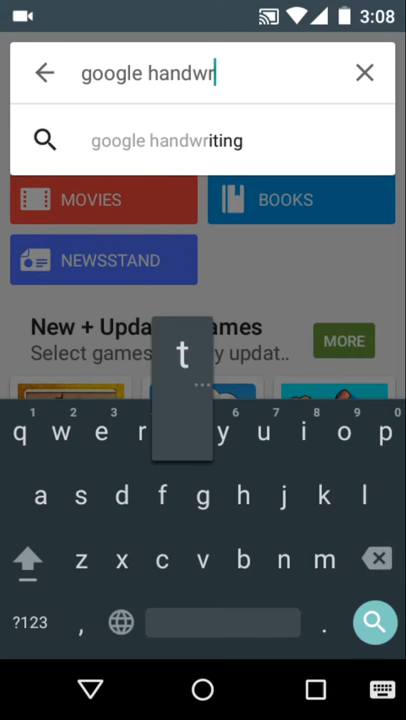 3:08
google handwr
google handwriting
MOVIES
BOOKS
NEWSSTAND
New + Upda
ames
MORE
Select games
y updat..
t
1 2 3 6 7 8 9 0
q w e r y u i o p
a s d f g h j k l
z x c v b n m
?123 , .